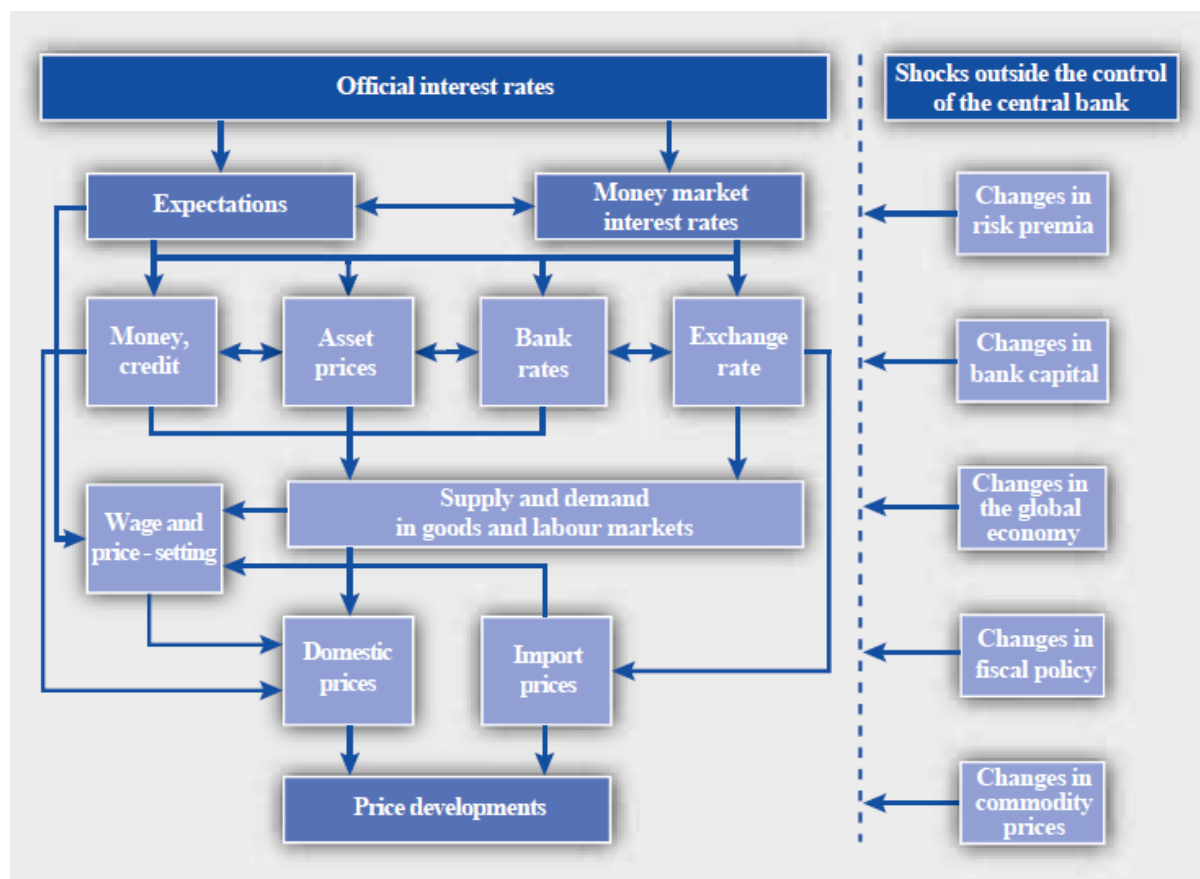 Official interest rates
Shocks outside the control
of the central bank
Expectations
Money market
interest rates
Changes in
risk premia
Money,
credit
Asset
prices
Bank
rates
Exchange
rate
Changes in
bank capital
Supply and demand
in goods and labour markets
Wage and
price - setting
Changes in
the global
economy
Domestic
prices
Import
prices
Changes in
fiscal policy
Price developments
Changes in
commodity
prices